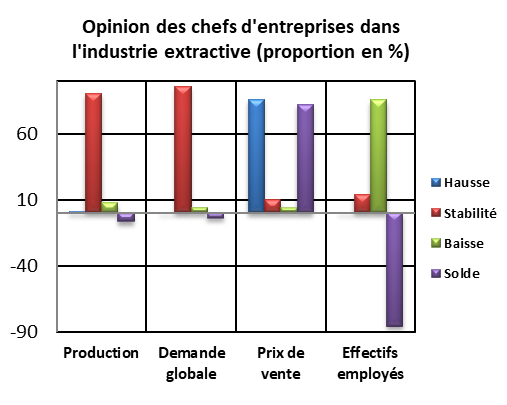 Opinion des chefs d'entreprises dans
l'industrie extractive (proportion en %)
60
10
-40
-90
Hausse
Stabilité
Baisse
Solde
Production
Demande
globale
Prix de
vente
Effectifs
employés